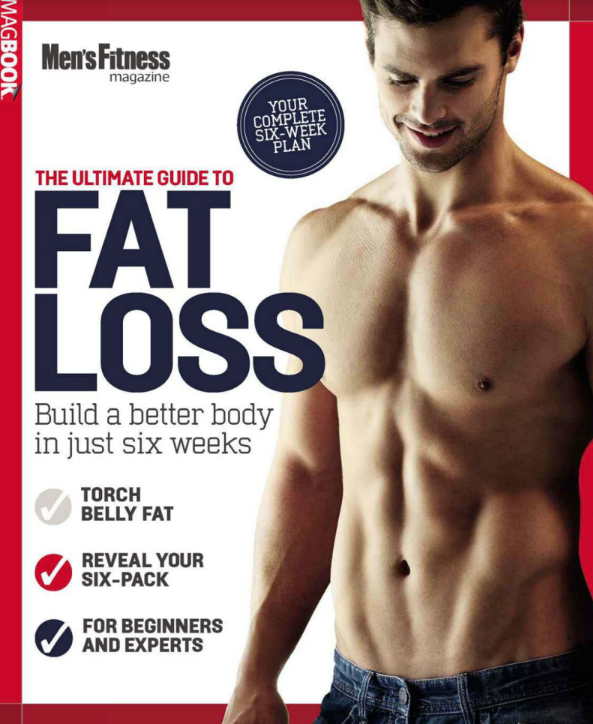 MAGBOOK
Men'sFitness
magazine
YOUR
COMPLETE
SIX-WEEK
PLAN
THE ULTIMATE GUIDE TO
FAT
LOSS
Build a better body
in just six weeks
TORCH
BELLY FAT
REVEAL YOUR
SIX-PACK
FOR BEGINNERS
AND EXPERTS